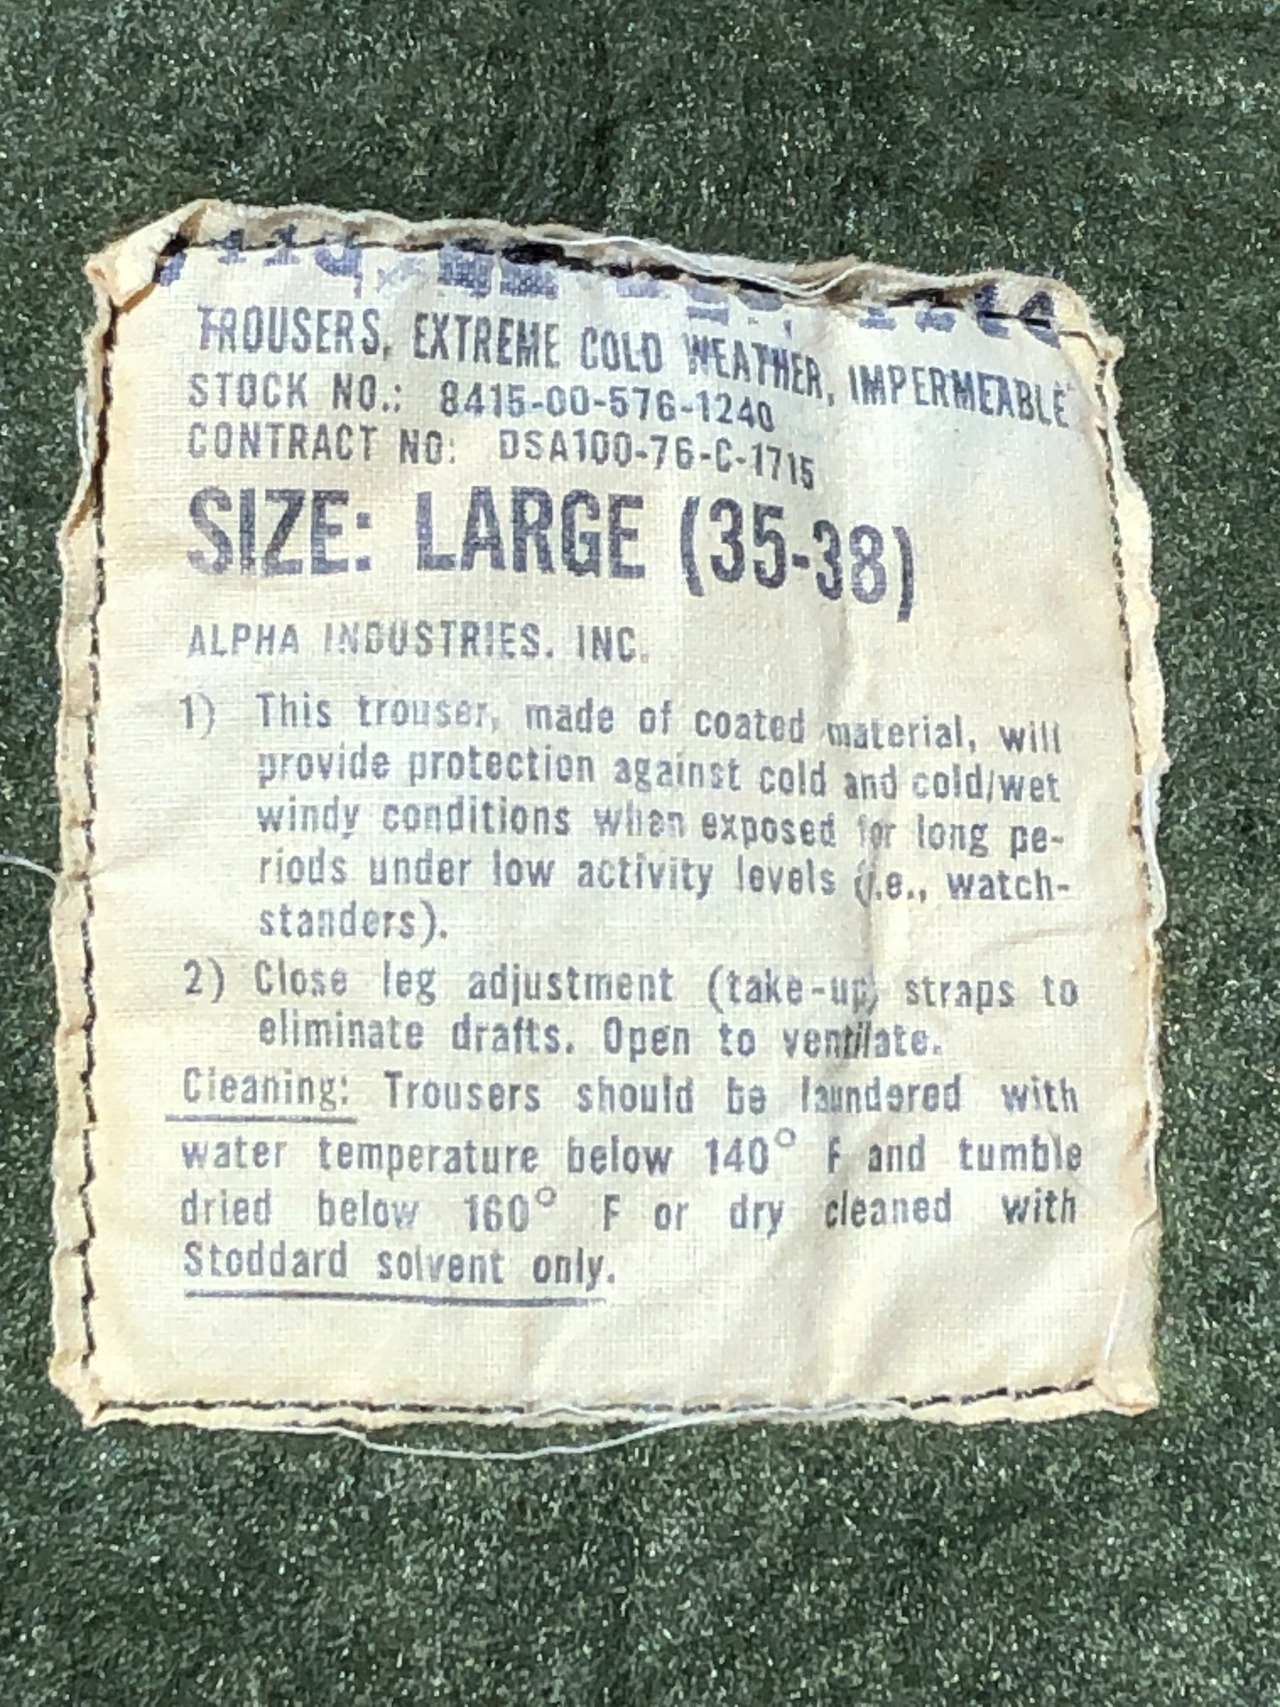 TROUSERS, EXTREME COLD WEATHER, IMPERMEABLE
STOCK NO.: 8415-00-576-1240
CONTRACT NO: DSA100-76-C-1715
SIZE: LARGE (35-38)
ALPHA INDUSTRIES. INC.
1) This trouser, made of coated material, will
provide protection against cold and cold/wet
windy conditions when exposed for long pe-
riods under low activity levels (i.e., watch-
standers).
2) Close leg adjustment (take-up) straps to
eliminate drafts. Open to ventilate.
Cleaning: Trousers should be laundered with
water temperature below 140° F and tumble
dried below 160° F or dry cleaned with
Stoddard solvent only.